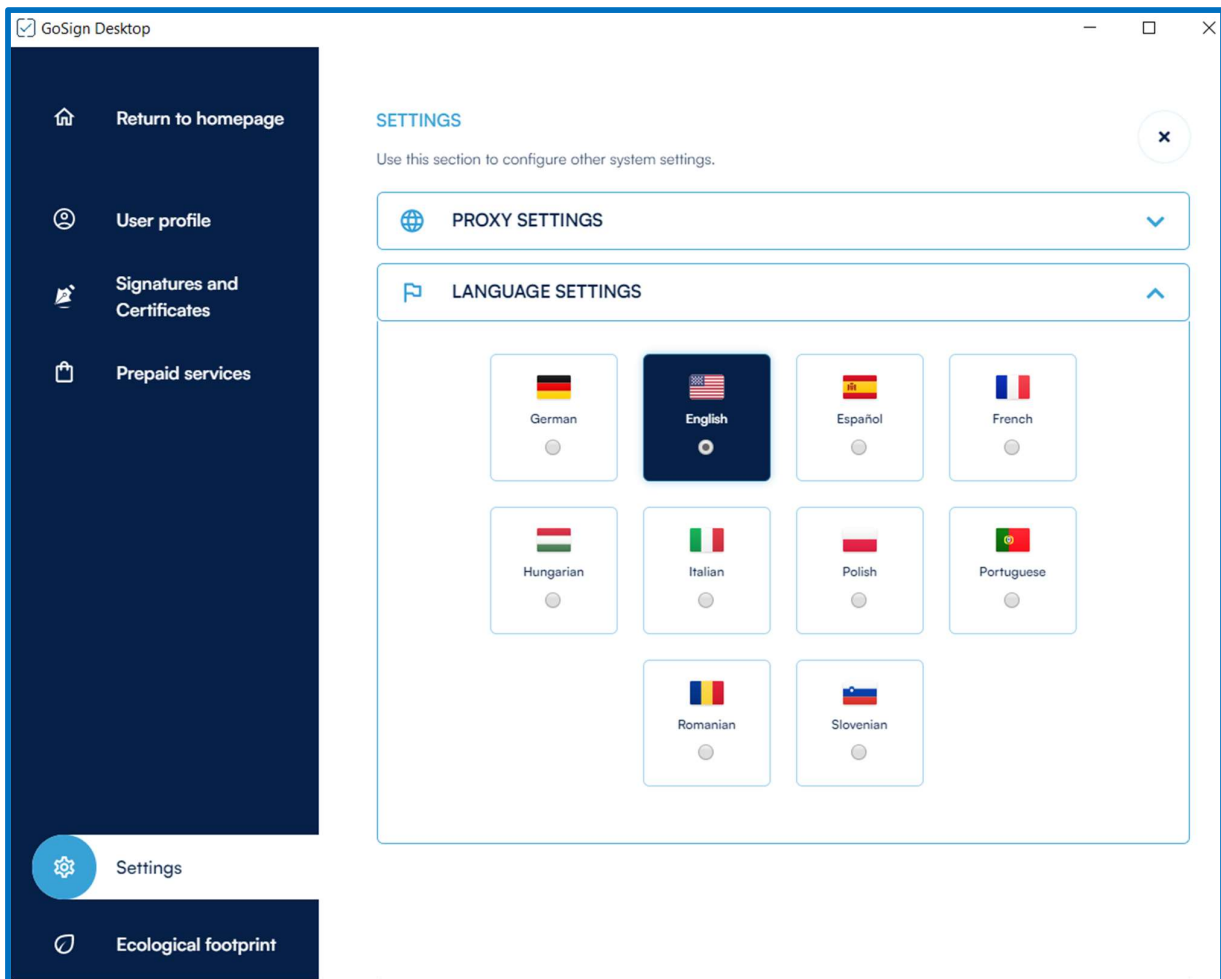 GoSign Desktop
Return to homepage
User profile
Signatures and
Certificates
Prepaid services
Settings
Ecological footprint
SETTINGS
Use this section to configure other system settings.
PROXY SETTINGS
LANGUAGE SETTINGS
German
English
Español
French
Hungarian
Italian
Polish
Portuguese
Romanian
Slovenian